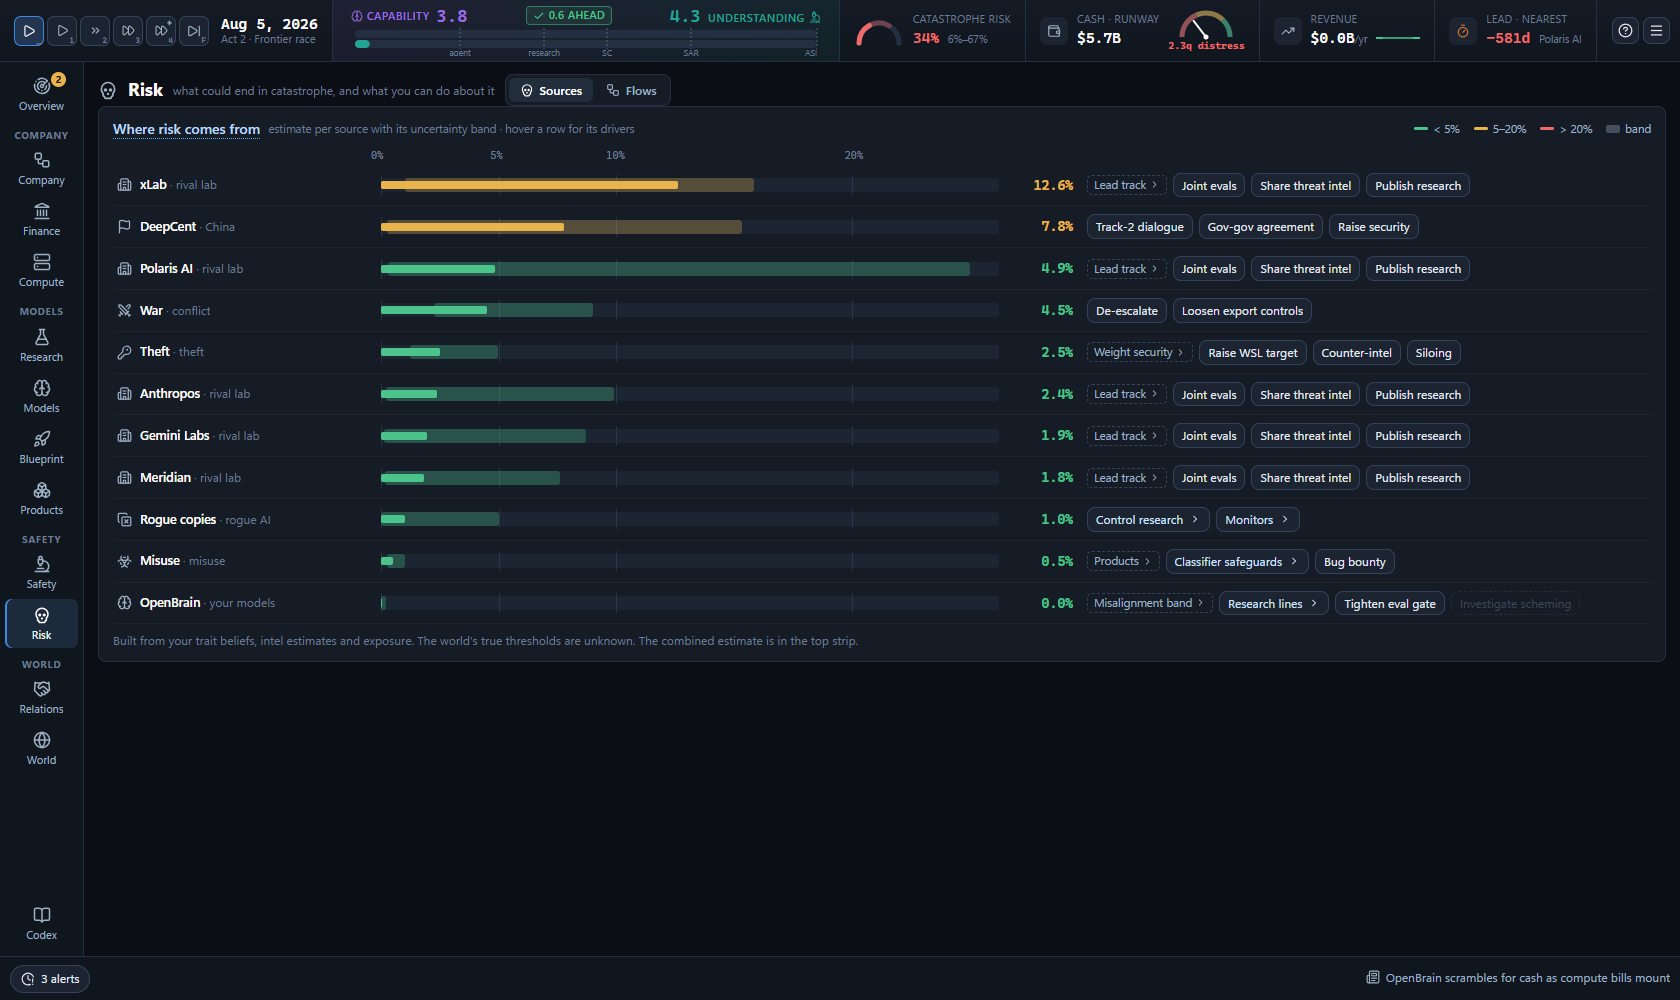 1
2
3
4
F
Aug 5, 2026
Act 2 · Frontier race
CAPABILITY 3.8
0.6 AHEAD
4.3 UNDERSTANDING
agent
research
SC
SAR
ASI
CATASTROPHE RISK
34% 6%–67%
CASH · RUNWAY
$5.7B
2.3q distress
REVENUE
$0.0B/yr
LEAD · NEAREST
−581d Polaris AI
2
Overview
COMPANY
Company
Finance
Compute
MODELS
Research
Models
Blueprint
Products
SAFETY
Safety
Risk
WORLD
Relations
World
Codex
Risk what could end in catastrophe, and what you can do about it
Sources
Flows
Where risk comes from estimate per source with its uncertainty band · hover a row for its drivers
< 5%
5–20%
> 20%
band
0% 5% 10% 20%
xLab · rival lab 12.6% Lead track > Joint evals Share threat intel Publish research
DeepCent · China 7.8% Track-2 dialogue Gov-gov agreement Raise security
Polaris AI · rival lab 4.9% Lead track > Joint evals Share threat intel Publish research
War · conflict 4.5% De-escalate Loosen export controls
Theft · theft 2.5% Weight security > Raise WSL target Counter-intel Siloing
Anthropos · rival lab 2.4% Lead track > Joint evals Share threat intel Publish research
Gemini Labs · rival lab 1.9% Lead track > Joint evals Share threat intel Publish research
Meridian · rival lab 1.8% Lead track > Joint evals Share threat intel Publish research
Rogue copies · rogue AI 1.0% Control research > Monitors >
Misuse · misuse 0.5% Products > Classifier safeguards > Bug bounty
OpenBrain · your models 0.0% Misalignment band > Research lines > Tighten eval gate Investigate scheming
Built from your trait beliefs, intel estimates and exposure. The world's true thresholds are unknown. The combined estimate is in the top strip.
3 alerts
OpenBrain scrambles for cash as compute bills mount